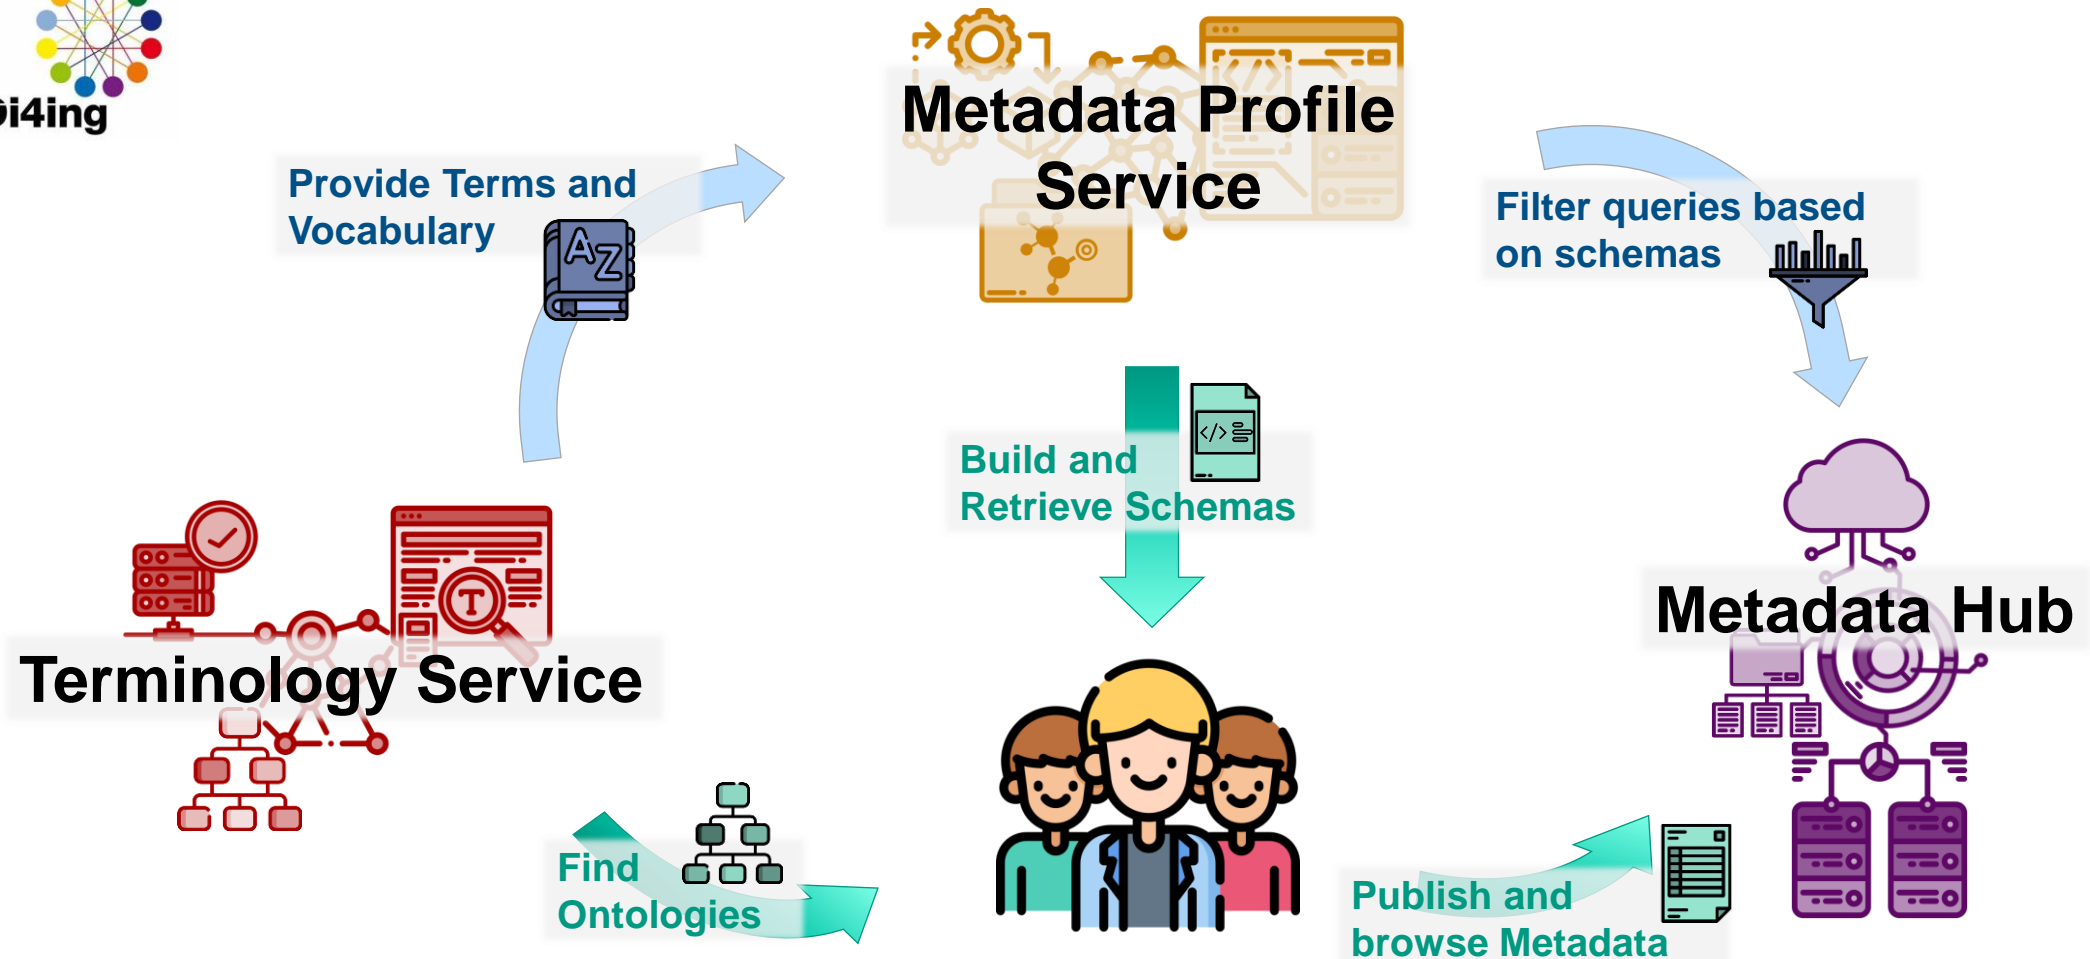 i4ing
Metadata Profile
Service
Provide Terms and
Vocabulary
AZ
Filter queries based
on schemas
</>
Build and
Retrieve Schemas
T
Terminology Service
Metadata Hub
Find
Ontologies
Publish and
browse Metadata